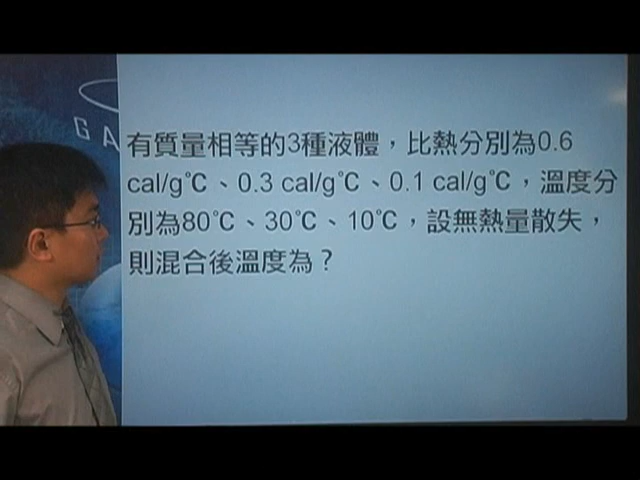 GA
有質量相等的3種液體，比熱分別為0.6
cal/g℃、0.3 cal/g℃、0.1 cal/g℃，溫度分
別為80℃、30℃、10℃，設無熱量散失，
則混合後溫度為？